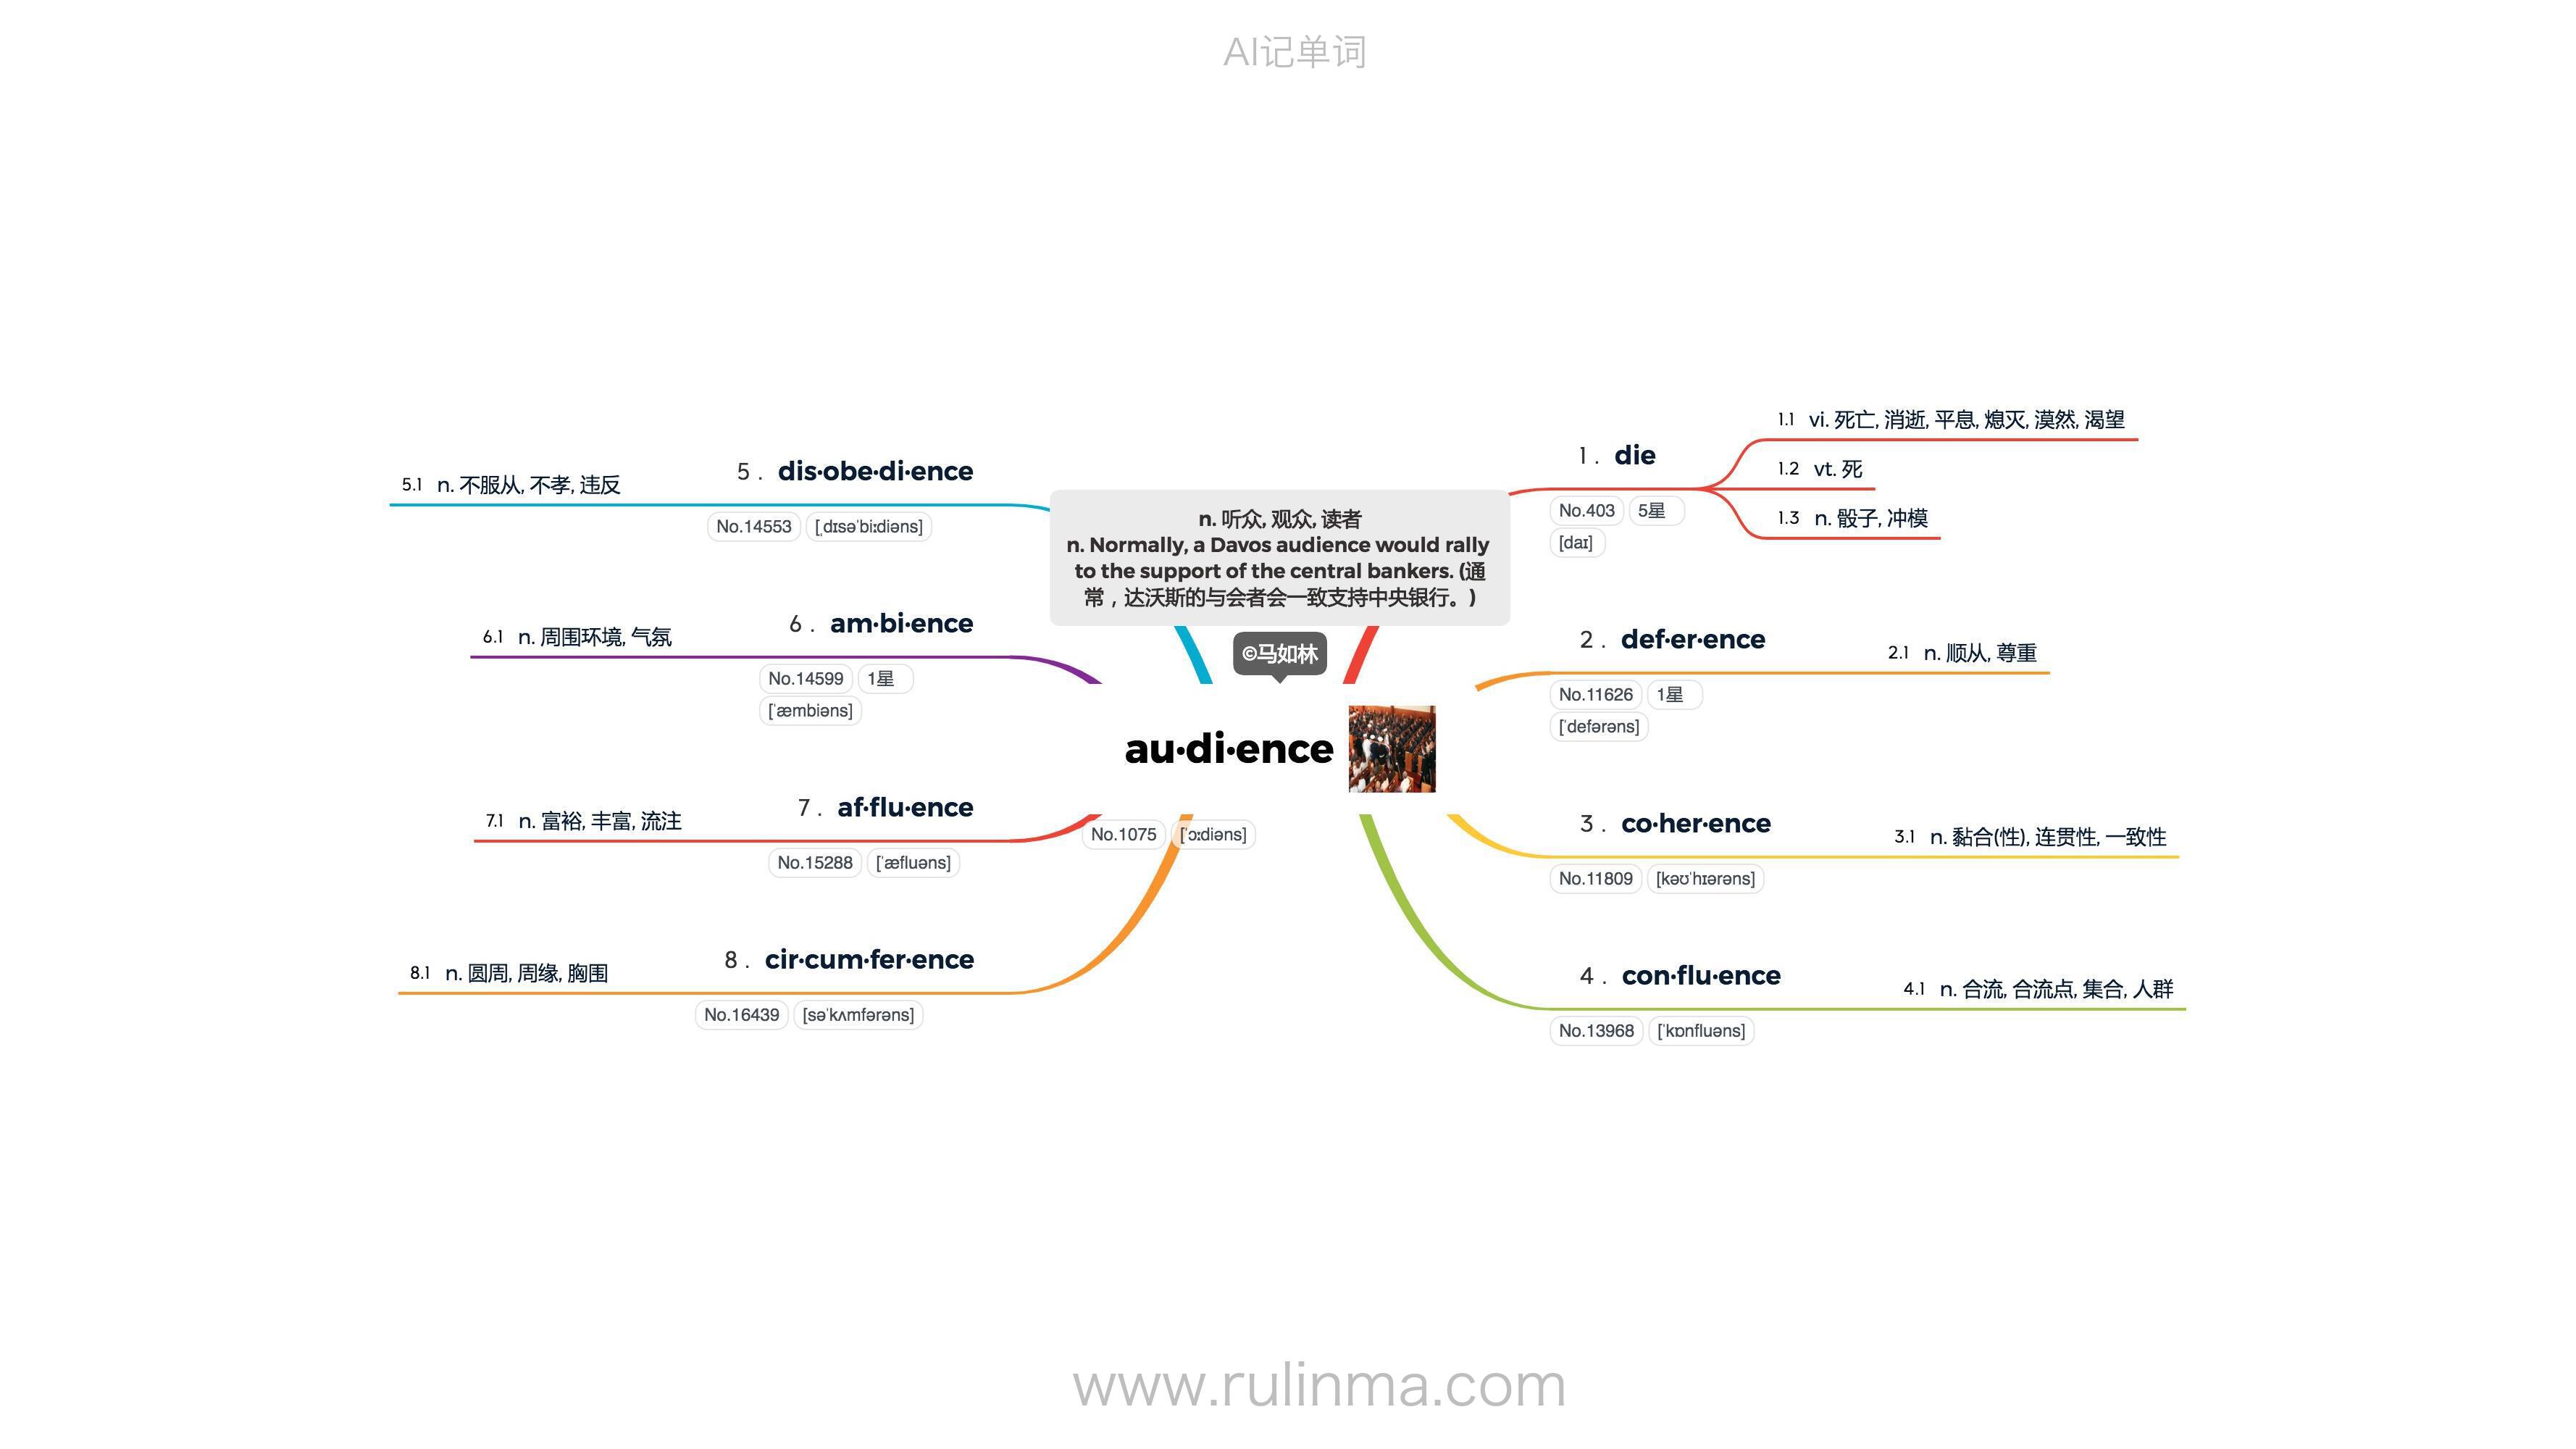 AI记单词
n. 听众, 观众, 读者
n. Normally, a Davos audience would rally
to the support of the central bankers. (通
常，达沃斯的与会者会一致支持中央银行。)
©马如林
au·di·ence
No.1075 [ˈɔːdiəns]
1 . die
No.403 5星
[daɪ]
1.1 vi. 死亡, 消逝, 平息, 熄灭, 漠然, 渴望
1.2 vt. 死
1.3 n. 骰子, 冲模
2 . def·er·ence
No.11626 1星
[ˈdefərəns]
2.1 n. 顺从, 尊重
3 . co·her·ence
No.11809 [kəʊˈhɪərəns]
3.1 n. 黏合(性), 连贯性, 一致性
4 . con·flu·ence
No.13968 [ˈkɒnfluəns]
4.1 n. 合流, 合流点, 集合, 人群
5 . dis·obe·di·ence
No.14553 [ˌdɪsəˈbiːdiəns]
5.1 n. 不服从, 不孝, 违反
6 . am·bi·ence
No.14599 1星
[ˈæmbiəns]
6.1 n. 周围环境, 气氛
7 . af·flu·ence
No.15288 [ˈæfluəns]
7.1 n. 富裕, 丰富, 流注
8 . cir·cum·fer·ence
No.16439 [səˈkʌmfərəns]
8.1 n. 圆周, 周缘, 胸围
www.rulinma.com